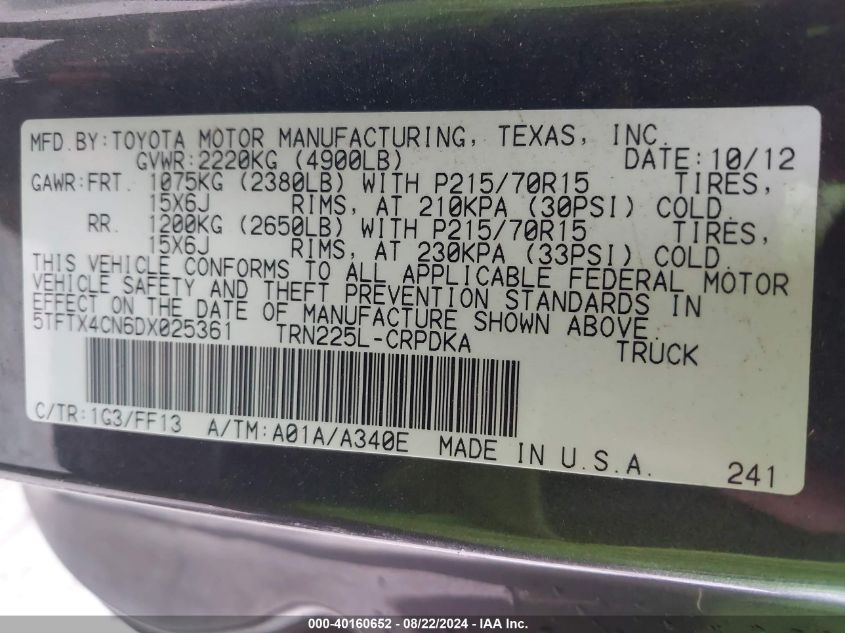 MFD.BY:TOYOTA MOTOR MANUFACTURING, TEXAS, INC.
GVWR:2220KG (4900LB) DATE:10/12
GAWR:FRT. 1075KG (2380LB) WITH P215/70R15 TIRES,
15X6J RIMS, AT 210KPA (30PSI) COLD
RR. 1200KG (2650LB) WITH P215/70R15 TIRES,
15X6J RIMS, AT 230KPA (33PSI) COLD.
THIS VEHICLE CONFORMS TO ALL APPLICABLE FEDERAL MOTOR
VEHICLE SAFETY AND THEFT PREVENTION STANDARDS IN
EFFECT ON THE DATE OF MANUFACTURE SHOWN ABOVE.
5TFTX4CN6DX025361 TRN225L-CRPDKA TRUCK
C/TR:1G3/FF13 A/TM:A01A/A340E MADE IN U.S.A.
241
000-40160652 - 08/22/2024 - IAA Inc.